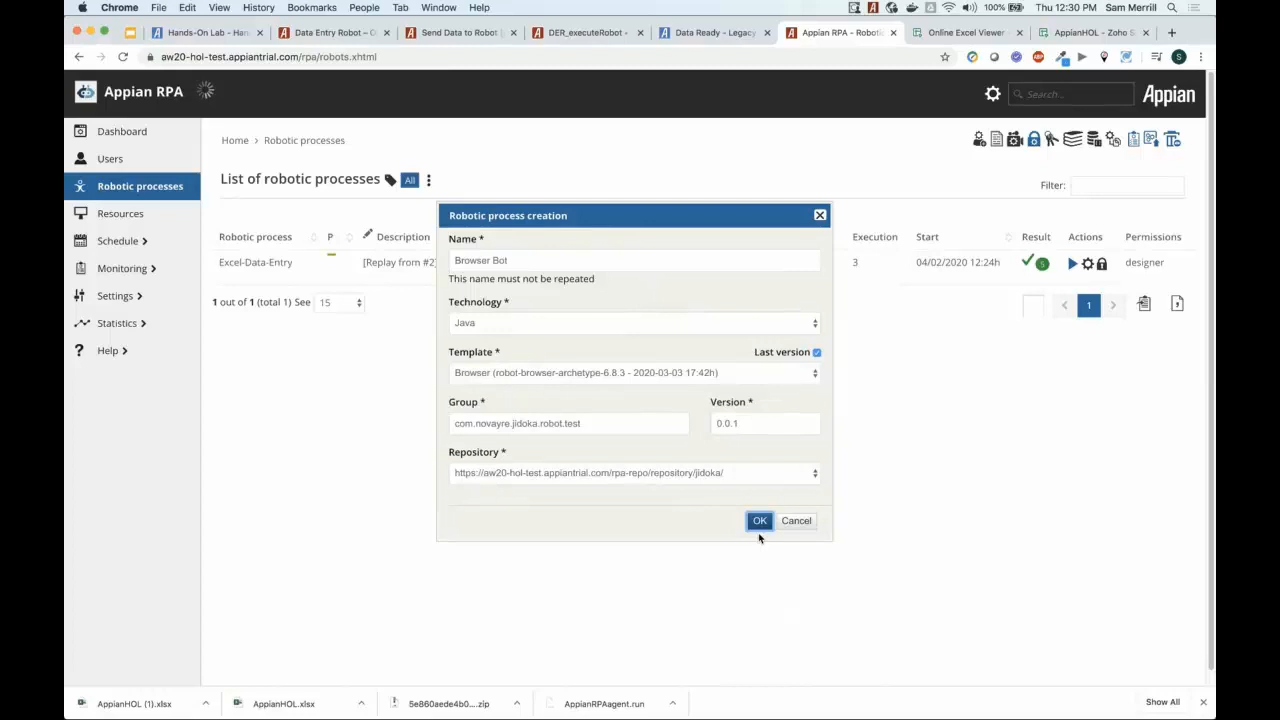 Chrome File Edit View History Bookmarks People Tab Window Help 100% Thu 12:30 PM Sam Merrill
Hands-On Lab - Han
Data Entry Robot – C
Send Data to Robot
DER_executeRobot -
Data Ready - Legacy
Appian RPA - Roboti
Online Excel Viewer
AppianHOL - Zoho S
aw20-hol-test.appiantrial.com/rpa/robots.xhtml
S
Appian RPA
Search...
Appian
Dashboard
Users
Robotic processes
Resources
Schedule
Monitoring
Settings
Statistics
Help
Home > Robotic processes
List of robotic processes All
Filter:
Robotic process P Description Execution Start Result Actions Permissions
Excel-Data-Entry [Replay from #2] 3 04/02/2020 12:24h S designer
1 out of 1 (total 1) See 15
1
Robotic process creation
Name *
Browser Bot
This name must not be repeated
Technology *
Java
Template * Last version
Browser (robot-browser-archetype-6.8.3 - 2020-03-03 17:42h)
Group * Version *
com.novayre.jidoka.robot.test 0.0.1
Repository *
https://aw20-hol-test.appiantrial.com/rpa-repo/repository/jidoka/
OK Cancel
AppianHOL (1).xlsx
AppianHOL.xlsx
5e860aede4b0....zip
AppianRPAagent.run
Show All